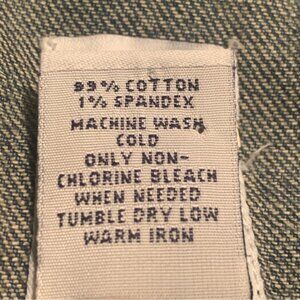 99% COTTON
1% SPANDEX
MACHINE WASH
COLD
ONLY NON-
CHLORINE BLEACH
WHEN NEEDED
TUMBLE DRY LOW
WARM IRON